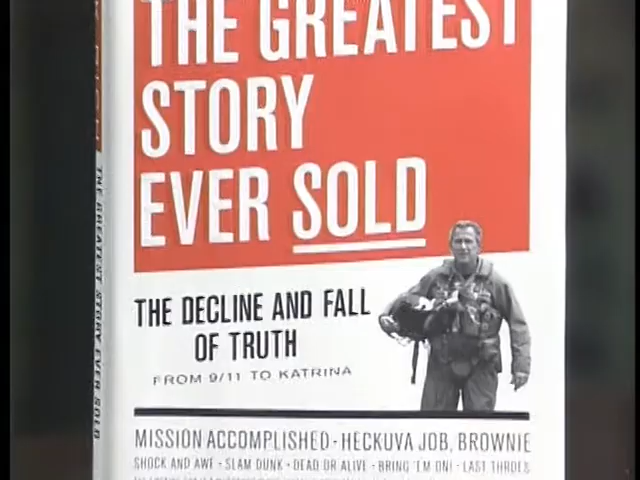 THE GREATEST
STORY
EVER SOLD
THE DECLINE AND FALL
OF TRUTH
FROM 9/11 TO KATRINA
MISSION ACCOMPLISHED · HECKUVA JOB, BROWNIE
SHOCK AND AWE · SLAM DUNK · DEAD OR ALIVE · BRING 'EM ON! · LAST THROES
THE GREATEST STORY EVER SOLD